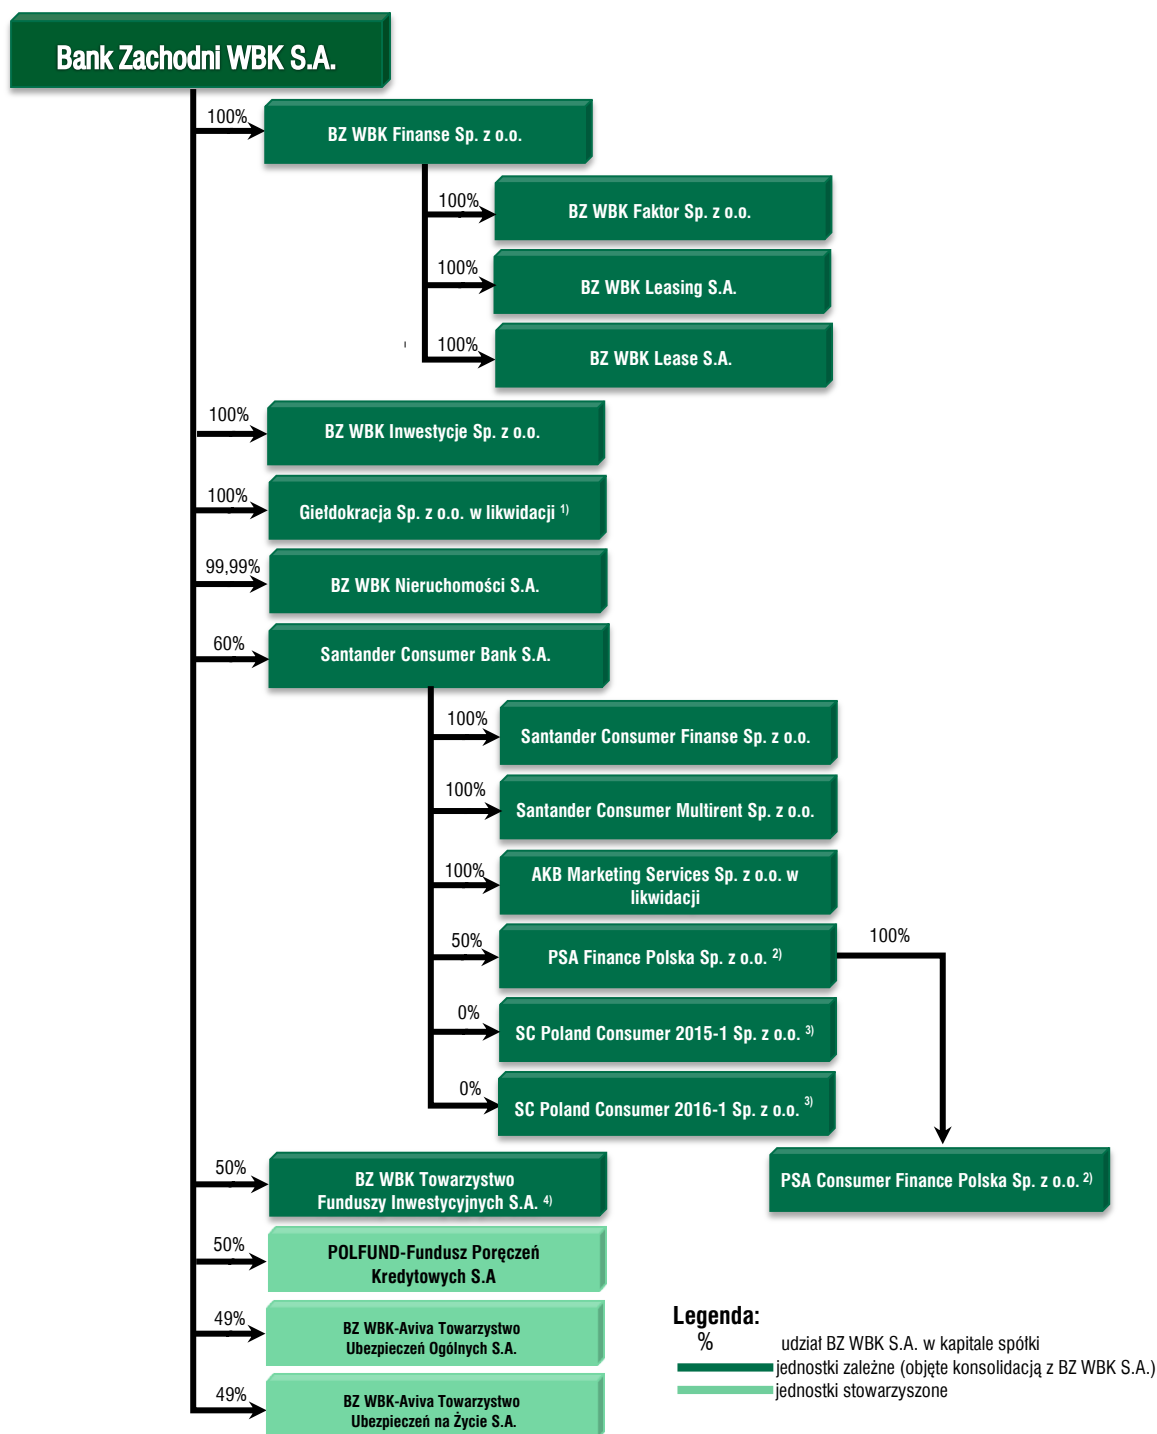 Bank Zachodni WBK S.A.
100%
BZ WBK Finanse Sp. z o.o.
100%
BZ WBK Faktor Sp. z o.o.
100%
BZ WBK Leasing S.A.
100%
BZ WBK Lease S.A.
100%
BZ WBK Inwestycje Sp. z o.o.
100%
Giełdokracja Sp. z o.o. w likwidacji 1)
99,99%
BZ WBK Nieruchomości S.A.
60%
Santander Consumer Bank S.A.
100%
Santander Consumer Finanse Sp. z o.o.
100%
Santander Consumer Multirent Sp. z o.o.
100%
AKB Marketing Services Sp. z o.o. w
likwidacji
50%
PSA Finance Polska Sp. z o.o. 2)
100%
0%
SC Poland Consumer 2015-1 Sp. z o.o. 3)
0%
SC Poland Consumer 2016-1 Sp. z o.o. 3)
PSA Consumer Finance Polska Sp. z o.o. 2)
50%
BZ WBK Towarzystwo
Funduszy Inwestycyjnych S.A. 4)
50%
POLFUND-Fundusz Poręczeń
Kredytowych S.A
49%
BZ WBK-Aviva Towarzystwo
Ubezpieczeń Ogólnych S.A.
49%
BZ WBK-Aviva Towarzystwo
Ubezpieczeń na Życie S.A.
Legenda:
% udział BZ WBK S.A. w kapitale spółki
jednostki zależne (objęte konsolidacją z BZ WBK S.A.)
jednostki stowarzyszone